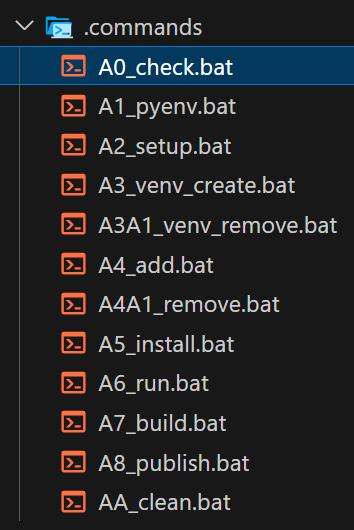 .commands
A0_check.bat
A1_pyenv.bat
A2_setup.bat
A3_venv_create.bat
A3A1_venv_remove.bat
A4_add.bat
A4A1_remove.bat
A5_install.bat
A6_run.bat
A7_build.bat
A8_publish.bat
AA_clean.bat